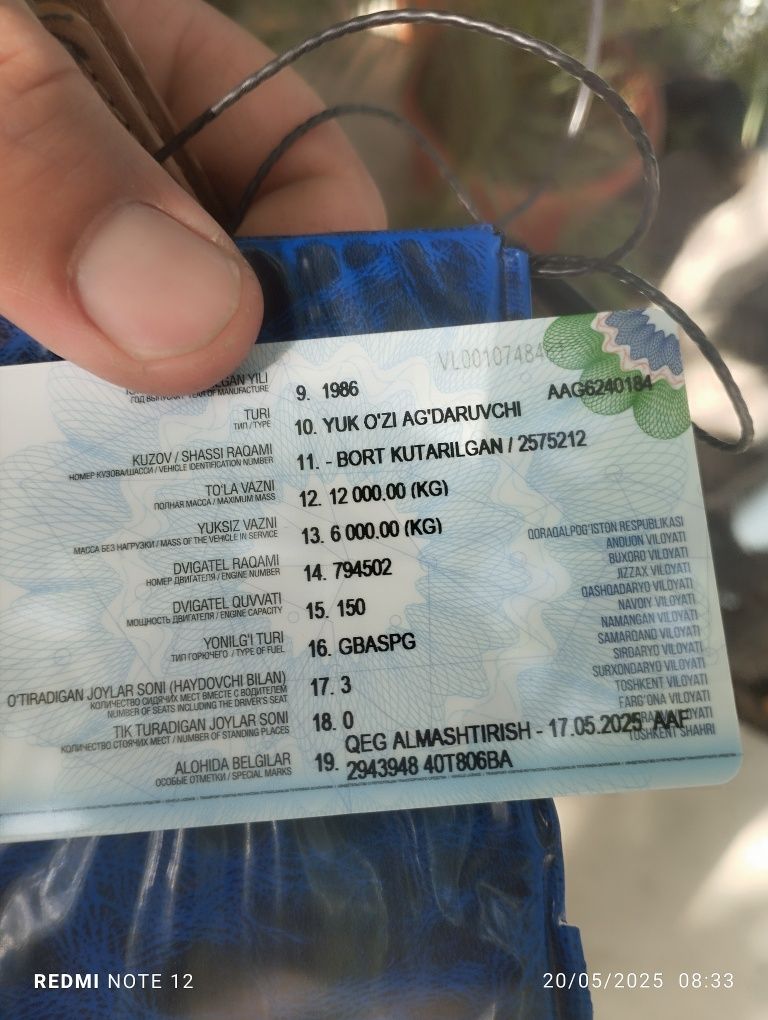 VL0010748
GAN YILI
YEAR OF MANUFACTURE
9. 1986
AAG6240184
TURI
ТИП / TYPE
10. YUK O'ZI AG'DARUVCHI
KUZOV / SHASSI RAQAMI
НОМЕР КУЗОВА/ШАССИ / VEHICLE IDENTIFICATION NUMBER
11. - BORT KUTARILGAN / 2575212
TO'LA VAZNI
ПОЛНАЯ МАССА / MAXIMUM MASS
12. 12 000.00 (KG)
YUKSIZ VAZNI
МАССА БЕЗ НАГРУЗКИ / MASS OF THE VEHICLE IN SERVICE
13. 6 000.00 (KG)
DVIGATEL RAQAMI
НОМЕР ДВИГАТЕЛЯ / ENGINE NUMBER
14. 794502
DVIGATEL QUVVATI
МОЩНОСТЬ ДВИГАТЕЛЯ / ENGINE CAPACITY
15. 150
YONILG'I TURI
ТИП ГОРЮЧЕГО / TYPE OF FUEL
16. GBASPG
O'TIRADIGAN JOYLAR SONI (HAYDOVCHI BILAN)
КОЛИЧЕСТВО СИДЯЧИХ МЕСТ ВМЕСТЕ С ВОДИТЕЛЕМ
NUMBER OF SEATS INCLUDING THE DRIVER'S SEAT
17. 3
TIK TURADIGAN JOYLAR SONI
КОЛИЧЕСТВО СТОЯЧИХ МЕСТ / NUMBER OF STANDING PLACES
18. 0
ALOHIDA BELGILAR
ОСОБЫЕ ОТМЕТКИ / SPECIAL MARKS
19. QEG ALMASHTIRISH - 17.05.2025 AAF
2943948 40T806BA
QORAQALPOG'ISTON RESPUBLIKASI
ANDIJON VILOYATI
BUXORO VILOYATI
JIZZAX VILOYATI
QASHQADARYO VILOYATI
NAVOIY VILOYATI
NAMANGAN VILOYATI
SAMARQAND VILOYATI
SIRDARYO VILOYATI
SURXONDARYO VILOYATI
TOSHKENT VILOYATI
FARG'ONA VILOYATI
VILOYATI
TOSHKENT SHAHRI
REDMI NOTE 12
20/05/2025 08:33